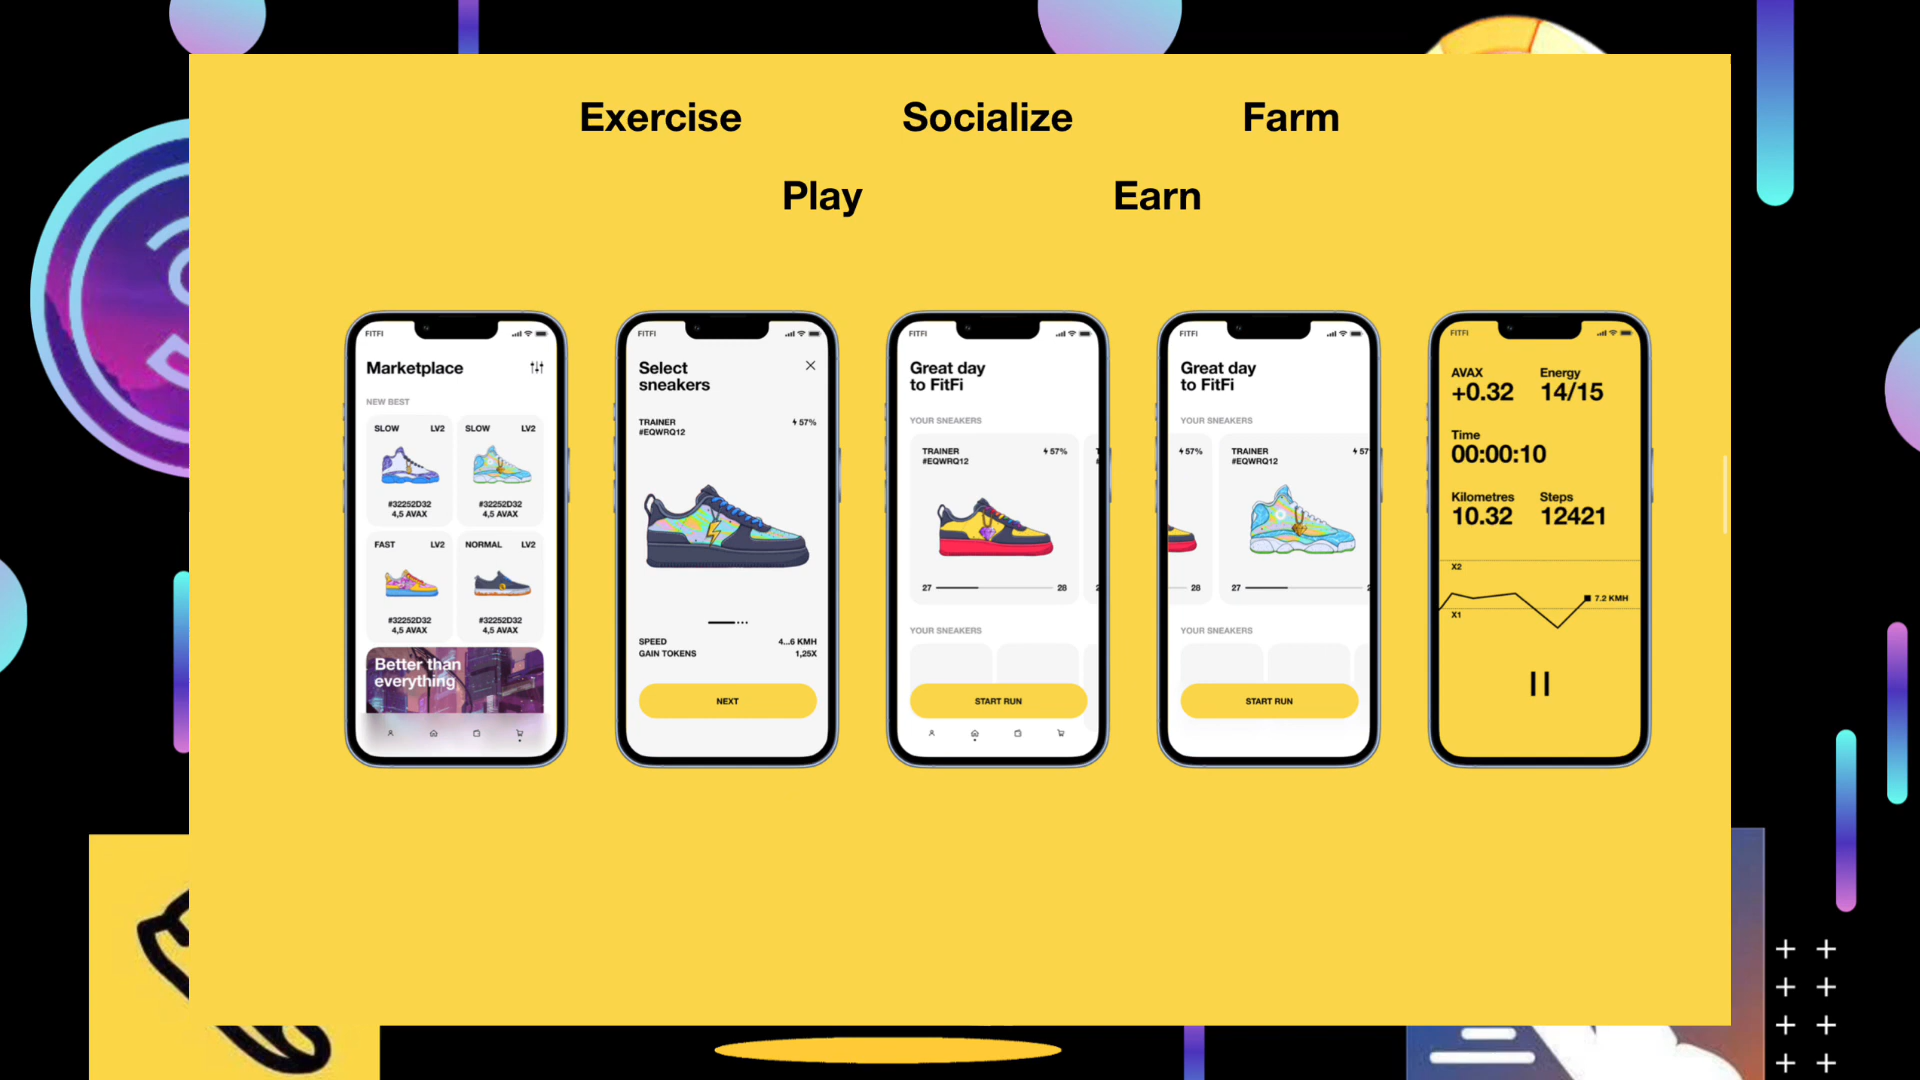 Exercise Socialize Farm
Play Earn
FITFI
Marketplace
NEW BEST
SLOW LV2 SLOW LV2
#32252D32 #32252D32
4,5 AVAX 4,5 AVAX
FAST LV2 NORMAL LV2
#32252D32 #32252D32
4,5 AVAX 4,5 AVAX
Better than
everything
FITFI
Select
sneakers
TRAINER 57%
#EQWRQ12
SPEED 4...6 KMH
GAIN TOKENS 1,25X
NEXT
FITFI
Great day
to FitFi
YOUR SNEAKERS
TRAINER 57%
#EQWRQ12
27 28
YOUR SNEAKERS
START RUN
FITFI
Great day
to FitFi
YOUR SNEAKERS
57% TRAINER 57
#EQWRQ12
28 27
YOUR SNEAKERS
START RUN
FITFI
AVAX Energy
+0.32 14/15
Time
00:00:10
Kilometres Steps
10.32 12421
X2
7.2 KMH
X1